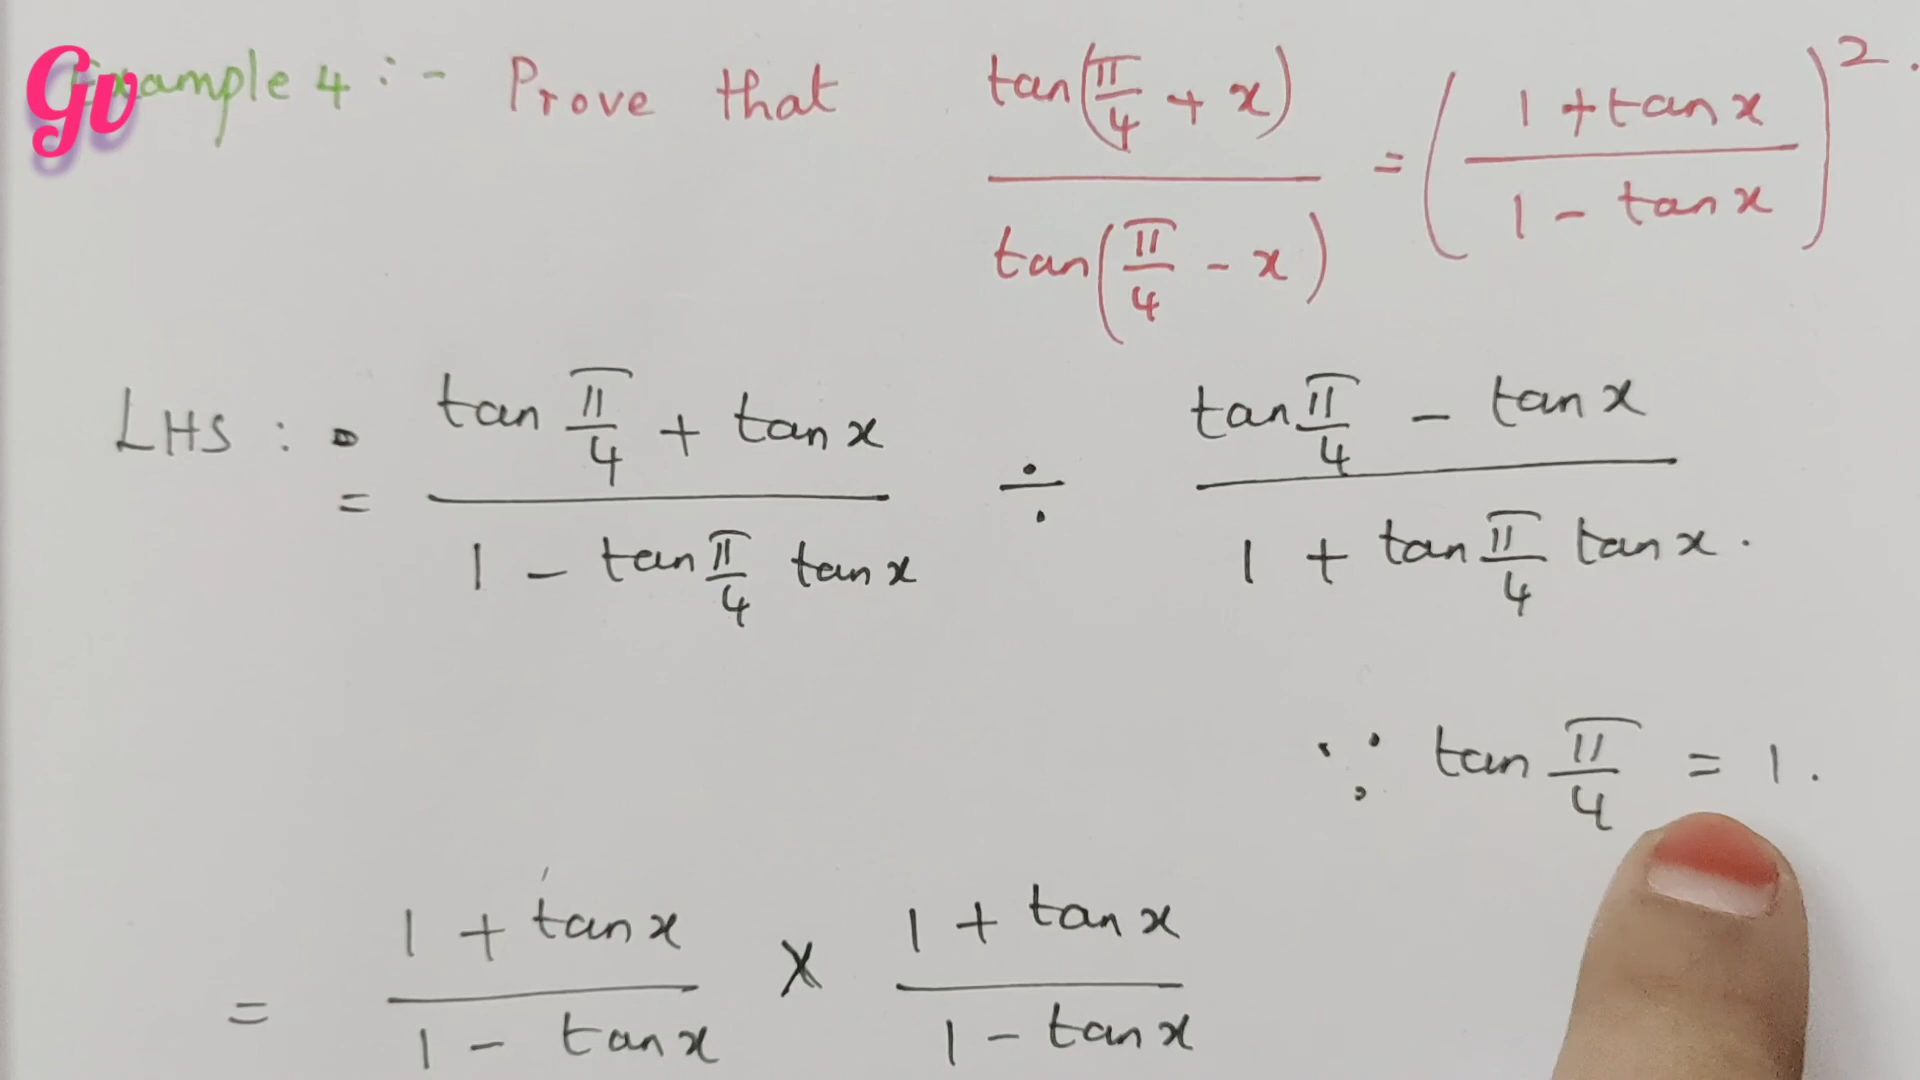 Gv
Example 4 :- Prove that tan(π/4 + x) / tan(π/4 - x) = ((1 + tan x) / (1 - tan x))^2.
LHS : = (tan π/4 + tan x) / (1 - tan π/4 tan x) ÷ (tan π/4 - tan x) / (1 + tan π/4 tan x).
∵ tan π/4 = 1.
= (1 + tan x) / (1 - tan x) × (1 + tan x) / (1 - tan x)